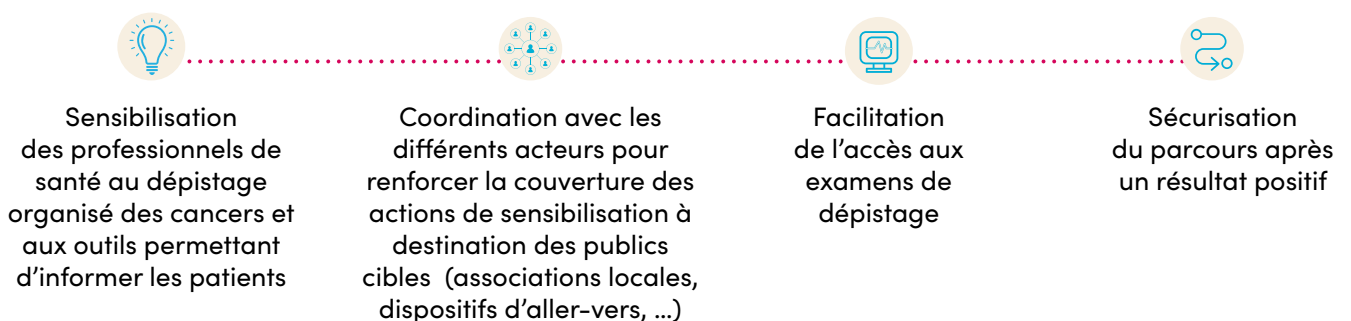 Sensibilisation
des professionnels de
santé au dépistage
organisé des cancers et
aux outils permettant
d’informer les patients
Coordination avec les
différents acteurs pour
renforcer la couverture des
actions de sensibilisation à
destination des publics
cibles (associations locales,
dispositifs d’aller-vers, ...)
Facilitation
de l’accès aux
examens de
dépistage
Sécurisation
du parcours après
un résultat positif